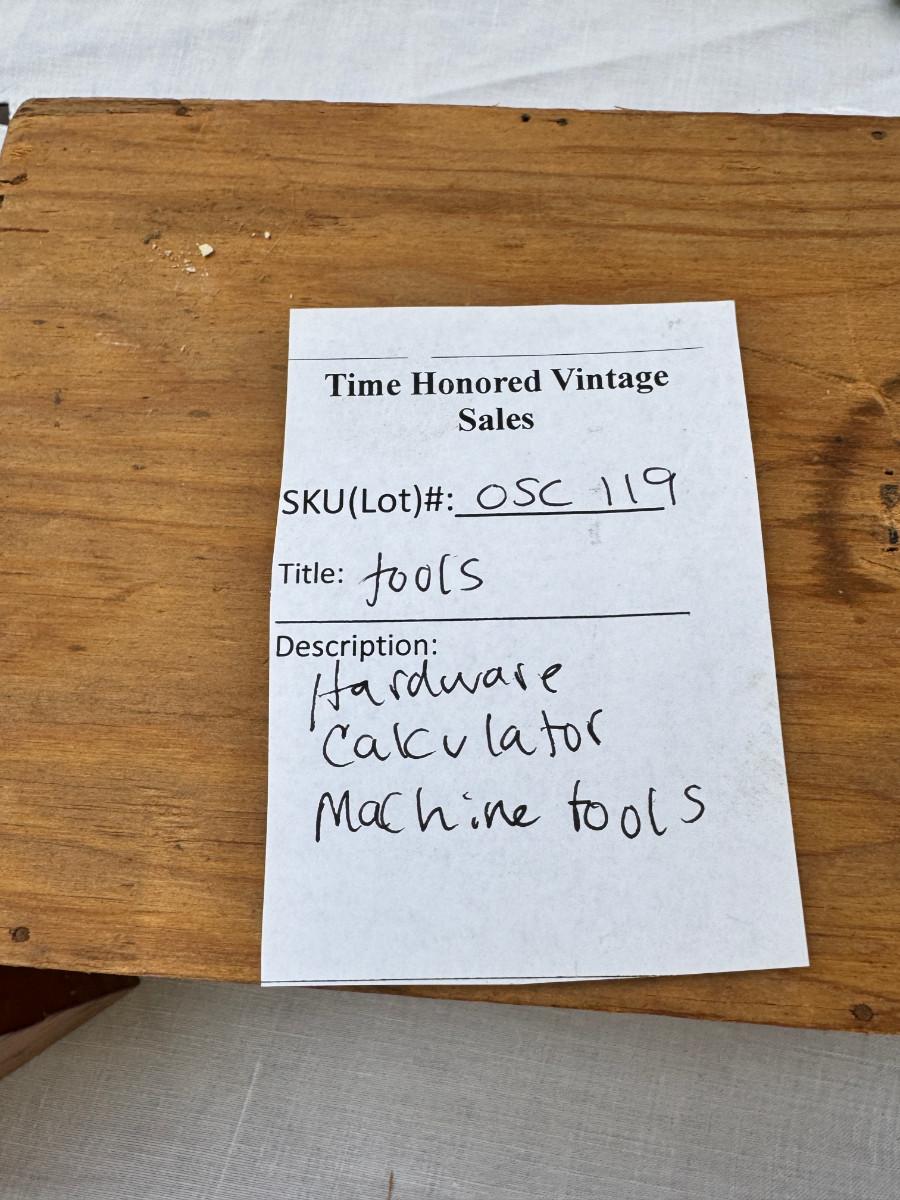 Time Honored Vintage
Sales
SKU(Lot)#: OSC 119
Title: tools
Description:
Hardware
Calculator
Machine tools